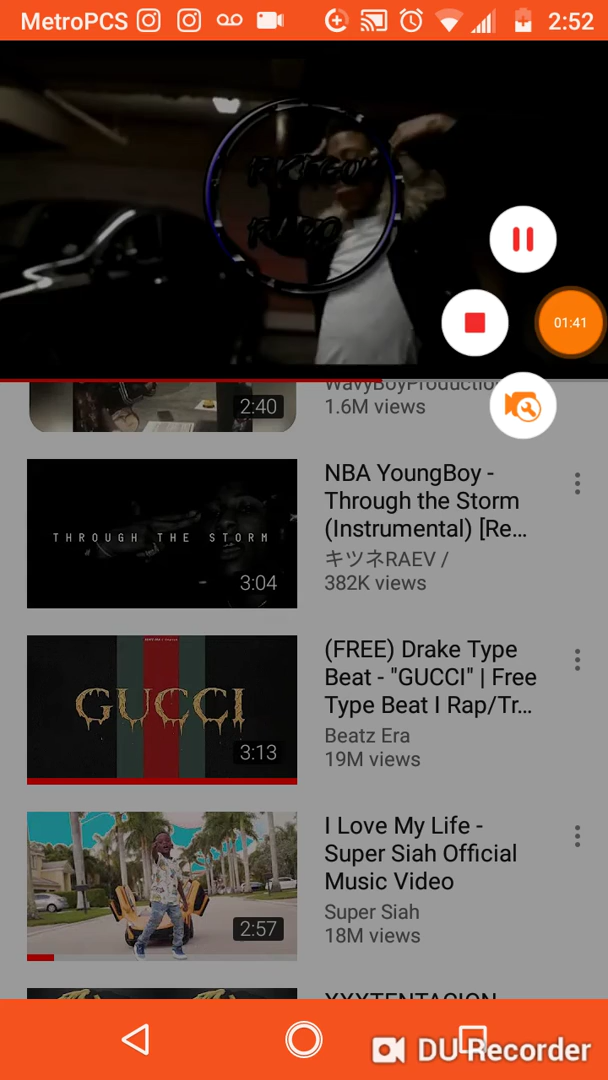 MetroPCS 2:52
01:41
WavyBoyProductio
1.6M views
2:40
NBA YoungBoy -
Through the Storm
(Instrumental) [Re...
キツネRAEV /
382K views
THROUGH THE STORM
3:04
(FREE) Drake Type
Beat - "GUCCI" | Free
Type Beat I Rap/Tr...
Beatz Era
19M views
GUCCI
3:13
I Love My Life -
Super Siah Official
Music Video
Super Siah
18M views
2:57
XXXTENTACION
DU Recorder